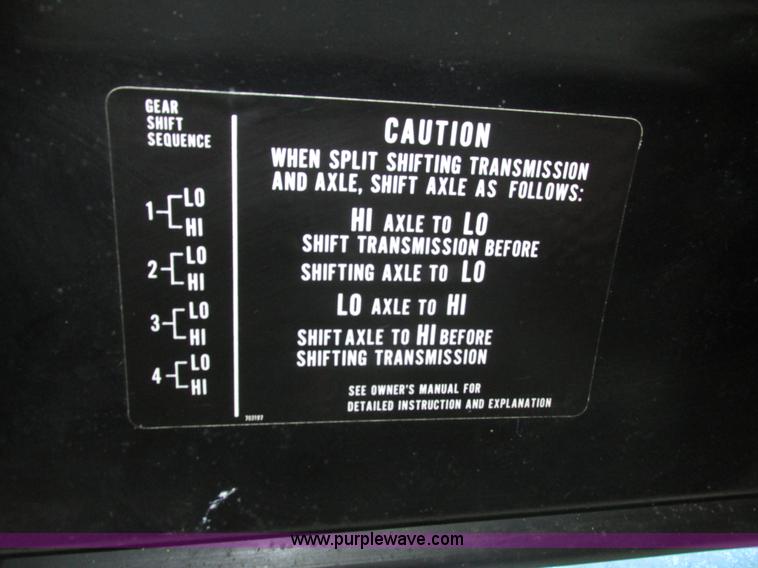 GEAR
SHIFT
SEQUENCE
1 LO
HI
2 LO
HI
3 LO
HI
4 LO
HI
CAUTION
WHEN SPLIT SHIFTING TRANSMISSION
AND AXLE, SHIFT AXLE AS FOLLOWS:
HI AXLE TO LO
SHIFT TRANSMISSION BEFORE
SHIFTING AXLE TO LO
LO AXLE TO HI
SHIFT AXLE TO HI BEFORE
SHIFTING TRANSMISSION
SEE OWNER'S MANUAL FOR
DETAILED INSTRUCTION AND EXPLANATION
www.purplewave.com